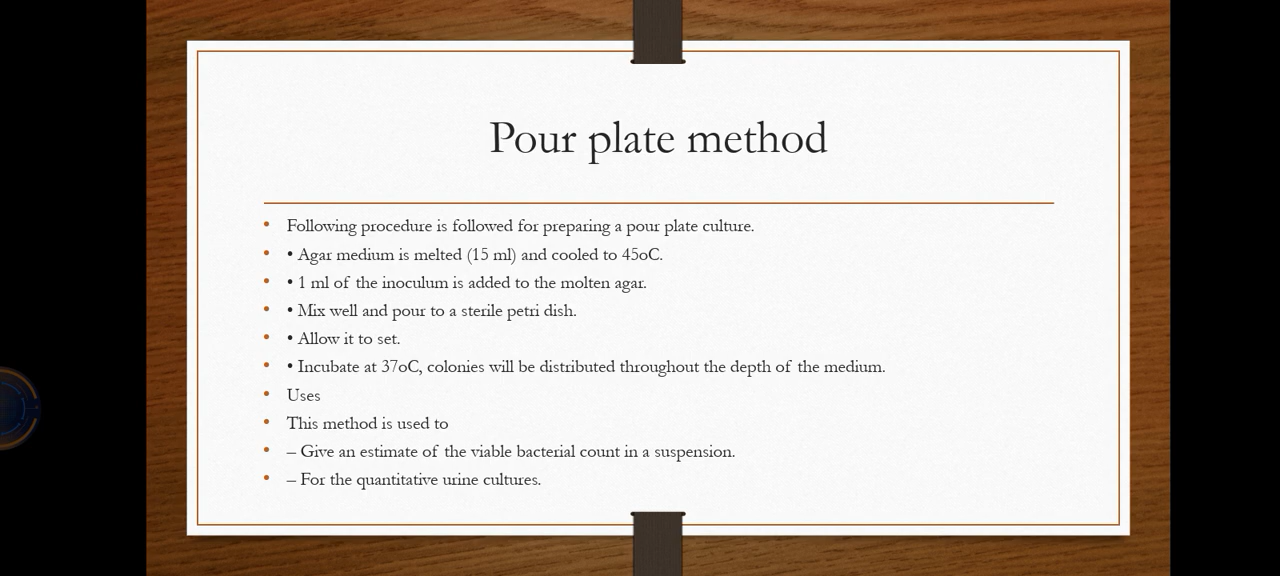 Pour plate method
• Following procedure is followed for preparing a pour plate culture.
• • Agar medium is melted (15 ml) and cooled to 45oC.
• • 1 ml of the inoculum is added to the molten agar.
• • Mix well and pour to a sterile petri dish.
• • Allow it to set.
• • Incubate at 37oC, colonies will be distributed throughout the depth of the medium.
• Uses
• This method is used to
• – Give an estimate of the viable bacterial count in a suspension.
• – For the quantitative urine cultures.